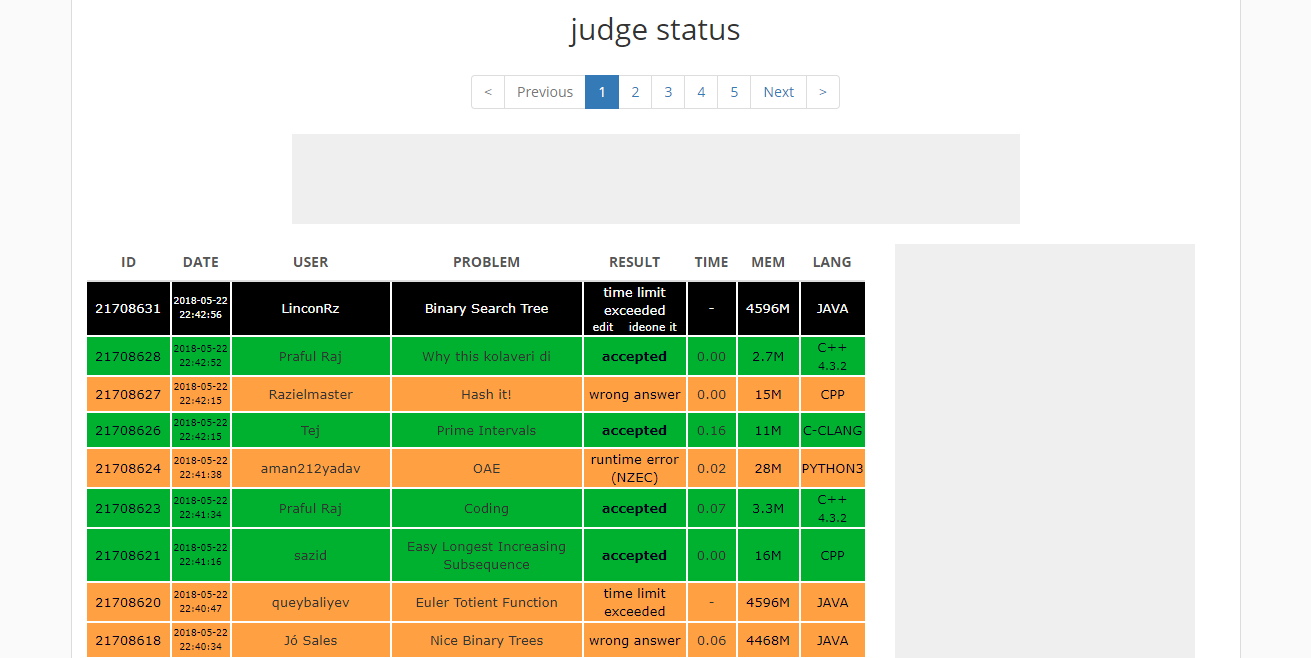 judge status
< Previous 1 2 3 4 5 Next >
ID DATE USER PROBLEM RESULT TIME MEM LANG
21708631 2018-05-22 22:42:56 LinconRz Binary Search Tree time limit exceeded edit ideone it - 4596M JAVA
21708628 2018-05-22 22:42:52 Praful Raj Why this kolaveri di accepted 0.00 2.7M C++ 4.3.2
21708627 2018-05-22 22:42:15 Razielmaster Hash it! wrong answer 0.00 15M CPP
21708626 2018-05-22 22:42:15 Tej Prime Intervals accepted 0.16 11M C-CLANG
21708624 2018-05-22 22:41:38 aman212yadav OAE runtime error (NZEC) 0.02 28M PYTHON3
21708623 2018-05-22 22:41:34 Praful Raj Coding accepted 0.07 3.3M C++ 4.3.2
21708621 2018-05-22 22:41:16 sazid Easy Longest Increasing Subsequence accepted 0.00 16M CPP
21708620 2018-05-22 22:40:47 queybaliyev Euler Totient Function time limit exceeded - 4596M JAVA
21708618 2018-05-22 22:40:34 Jó Sales Nice Binary Trees wrong answer 0.06 4468M JAVA